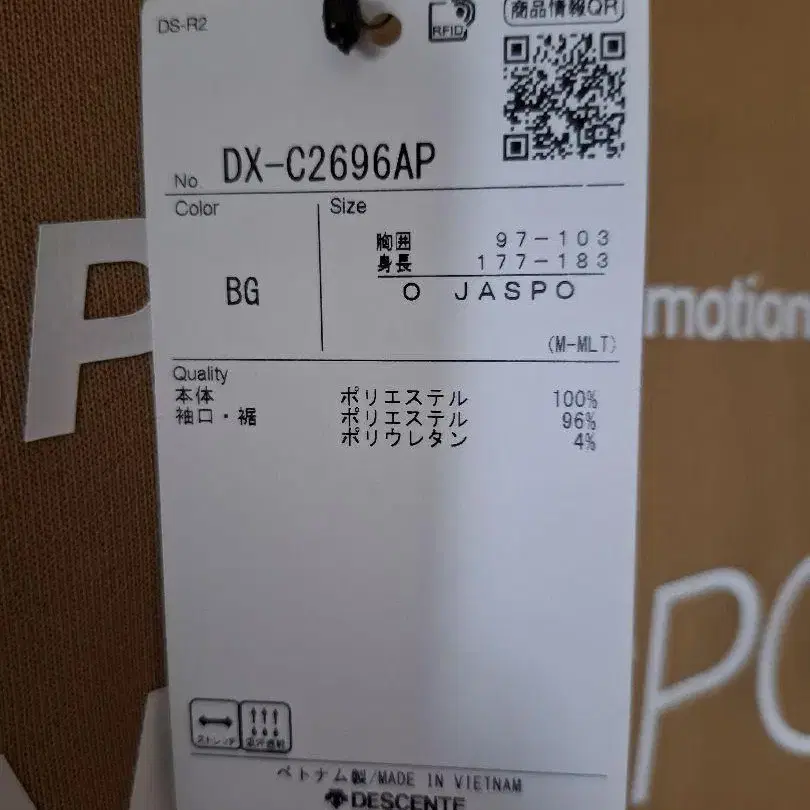 DS-R2
RFID
商品情報QR
No. DX-C2696AP
Color
Size
胸囲 97-103
身長 177-183
BG
O JASPO
(M-MLT)
Quality
本体 ポリエステル 100%
袖口・裾 ポリエステル 96%
ポリウレタン 4%
ストレッチ
ベトナム製/MADE IN VIETNAM
DESCENTE
P
motion
PO